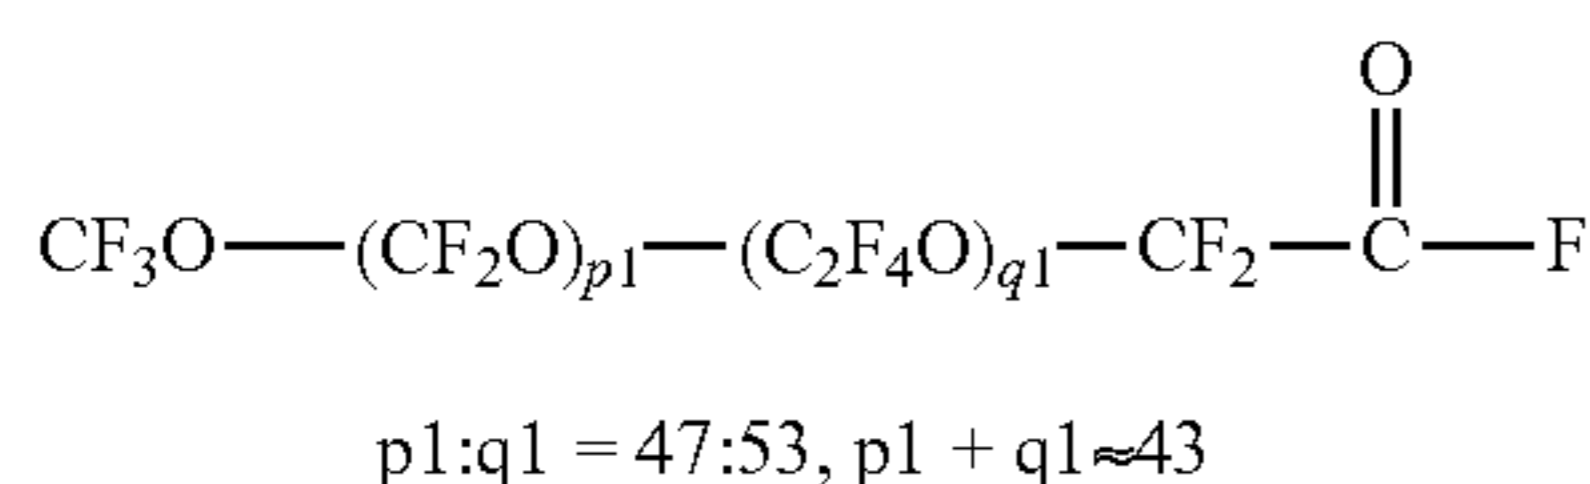 O
CF₃O—(CF₂O)ₚ₁—(C₂F₄O)q1—CF₂—C—F
p1:q1 = 47:53, p1 + q1≈43